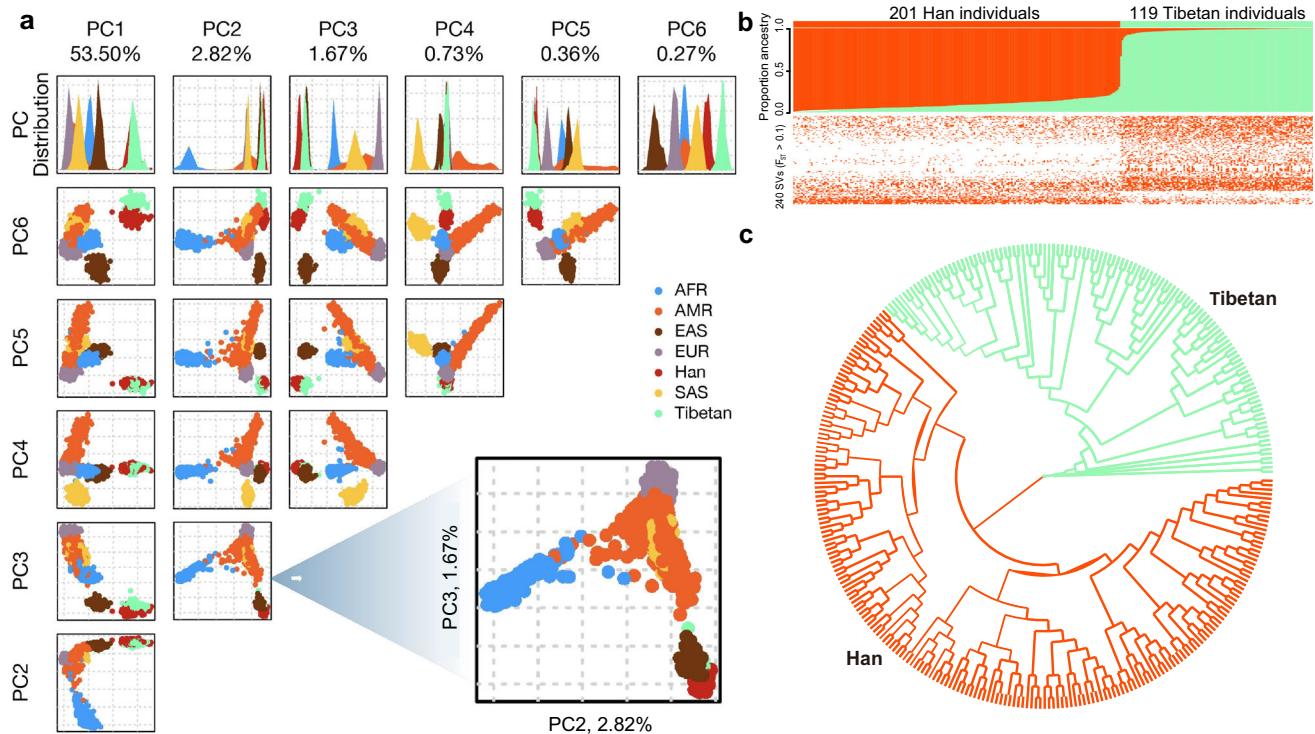 a
PC1 PC2 PC3 PC4 PC5 PC6
53.50% 2.82% 1.67% 0.73% 0.36% 0.27%
PC
Distribution
PC6
PC5
PC4
PC3
PC2
AFR
AMR
EAS
EUR
Han
SAS
Tibetan
PC3, 1.67%
PC2, 2.82%
b
201 Han individuals 119 Tibetan individuals
Proportion ancestry
1.0
0.5
0.0
240 SVs (FST > 0.1)
c
Tibetan
Han